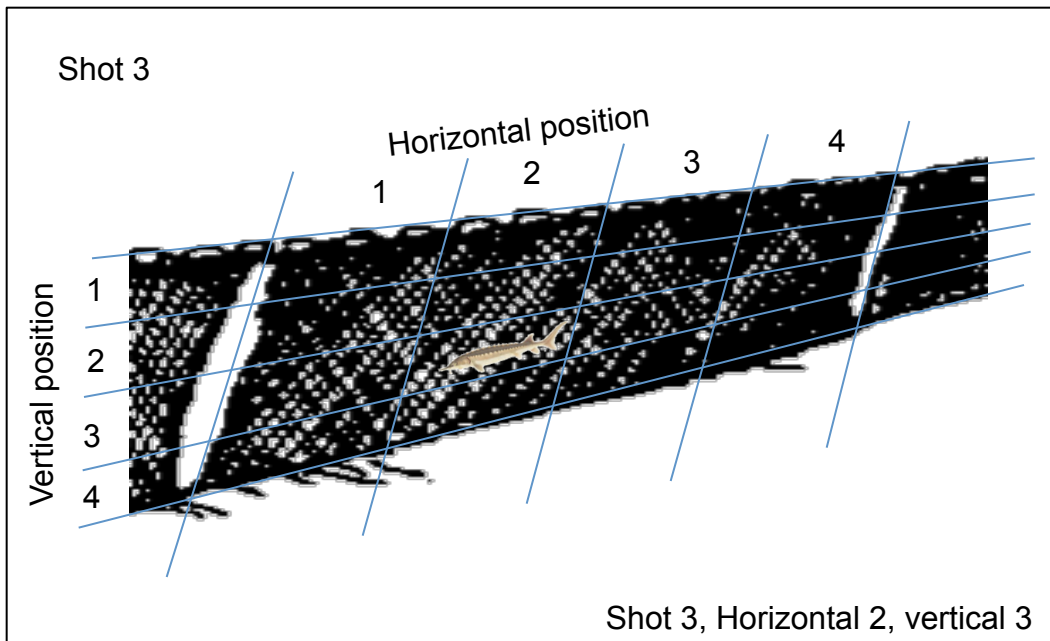 Shot 3
Horizontal position
1 2 3 4
Vertical position
1
2
3
4
Shot 3, Horizontal 2, vertical 3